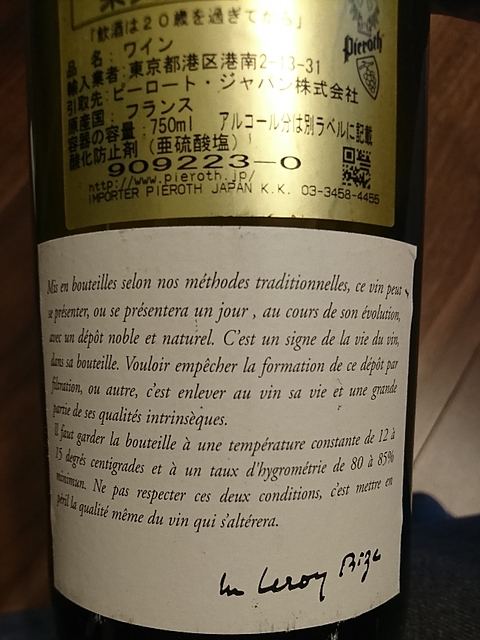 「飲酒は20歳を過ぎてから」
品名：ワイン
輸入業者：東京都港区港南2-13-31
引取先：ピーロート・ジャパン株式会社
原産国：フランス
容器の容量：750ml アルコール分は別ラベルに記載
酸化防止剤（亜硫酸塩）
909223-0
http://www.pieroth.jp/
IMPORTER PIEROTH JAPAN K.K. 03-3458-4455
Pieroth
Mis en bouteilles selon nos méthodes traditionnelles, ce vin peut
se présenter, ou se présentera un jour, au cours de son évolution,
avec un dépôt noble et naturel. C'est un signe de la vie du vin,
dans sa bouteille. Vouloir empêcher la formation de ce dépôt par
filtration, ou autre, c'est enlever au vin sa vie et une grande
partie de ses qualités intrinsèques.
Il faut garder la bouteille à une température constante de 12 à
15 degrés centigrades et à un taux d'hygrométrie de 80 à 85%
minimun. Ne pas respecter ces deux conditions, c'est mettre en
péril la qualité même du vin qui s'altérera.
Leroy Bize